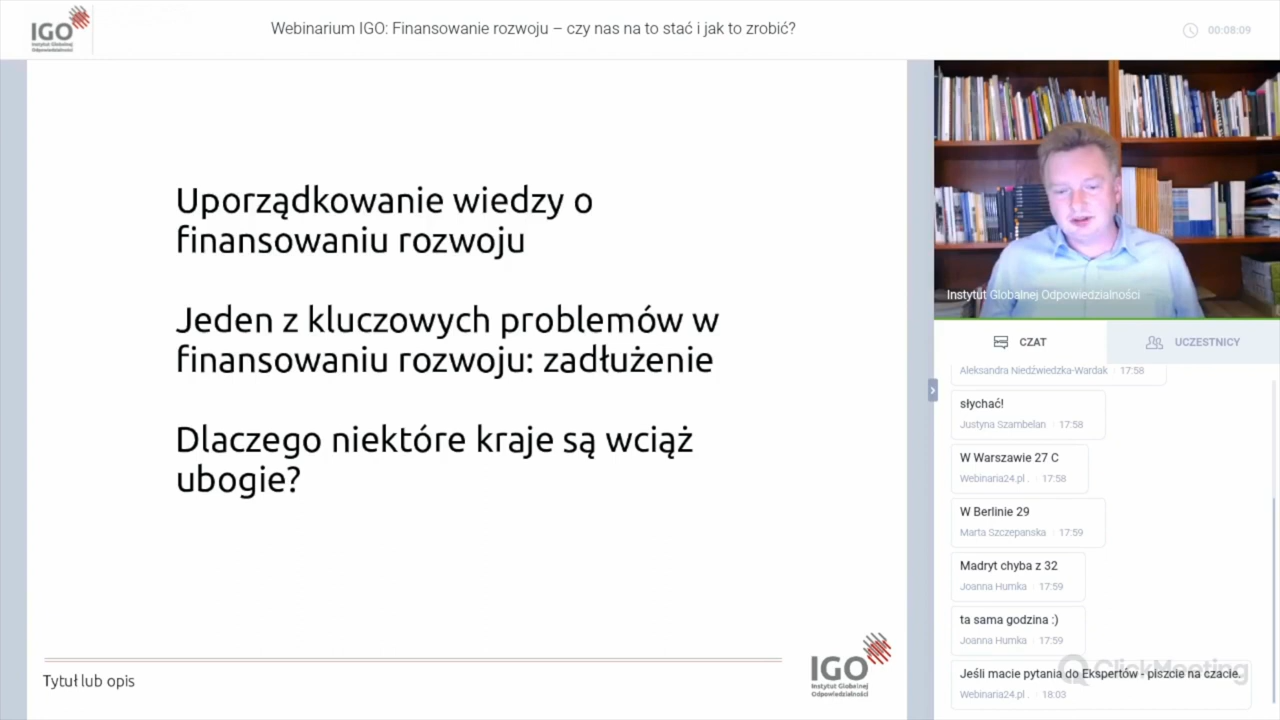 IGO
Instytut Globalnej
Odpowiedzialności
Webinarium IGO: Finansowanie rozwoju – czy nas na to stać i jak to zrobić?
00:08:09
Uporządkowanie wiedzy o
finansowaniu rozwoju
Jeden z kluczowych problemów w
finansowaniu rozwoju: zadłużenie
Dlaczego niektóre kraje są wciąż
ubogie?
Tytuł lub opis
IGO
Instytut Globalnej
Odpowiedzialności
Instytut Globalnej Odpowiedzialności
CZAT
UCZESTNICY
Aleksandra Niedźwiedzka-Wardak 17:58
słychać!
Justyna Szambelan 17:58
W Warszawie 27 C
Webinaria24.pl . 17:58
W Berlinie 29
Marta Szczepanska 17:59
Madryt chyba z 32
Joanna Humka 17:59
ta sama godzina :)
Joanna Humka 17:59
Jeśli macie pytania do Ekspertów - piszcie na czacie.
Webinaria24.pl . 18:03
ClickMeeting